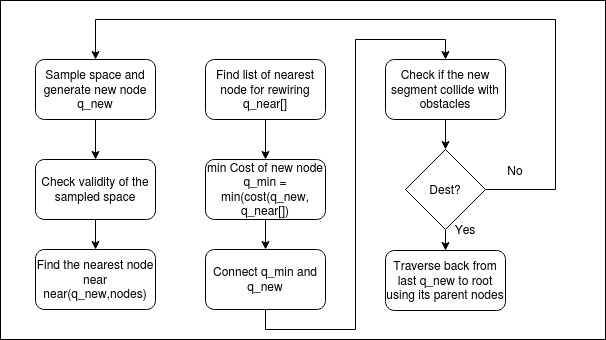 Sample space and
generate new node
q_new
Check validity of the
sampled space
Find the nearest node
near
near(q_new,nodes)
Find list of nearest
node for rewiring
q_near[]
min Cost of new node
q_min =
min(cost(q_new,
q_near[])
Connect q_min and
q_new
Check if the new
segment collide with
obstacles
Dest?
No
Yes
Traverse back from
last q_new to root
using its parent nodes